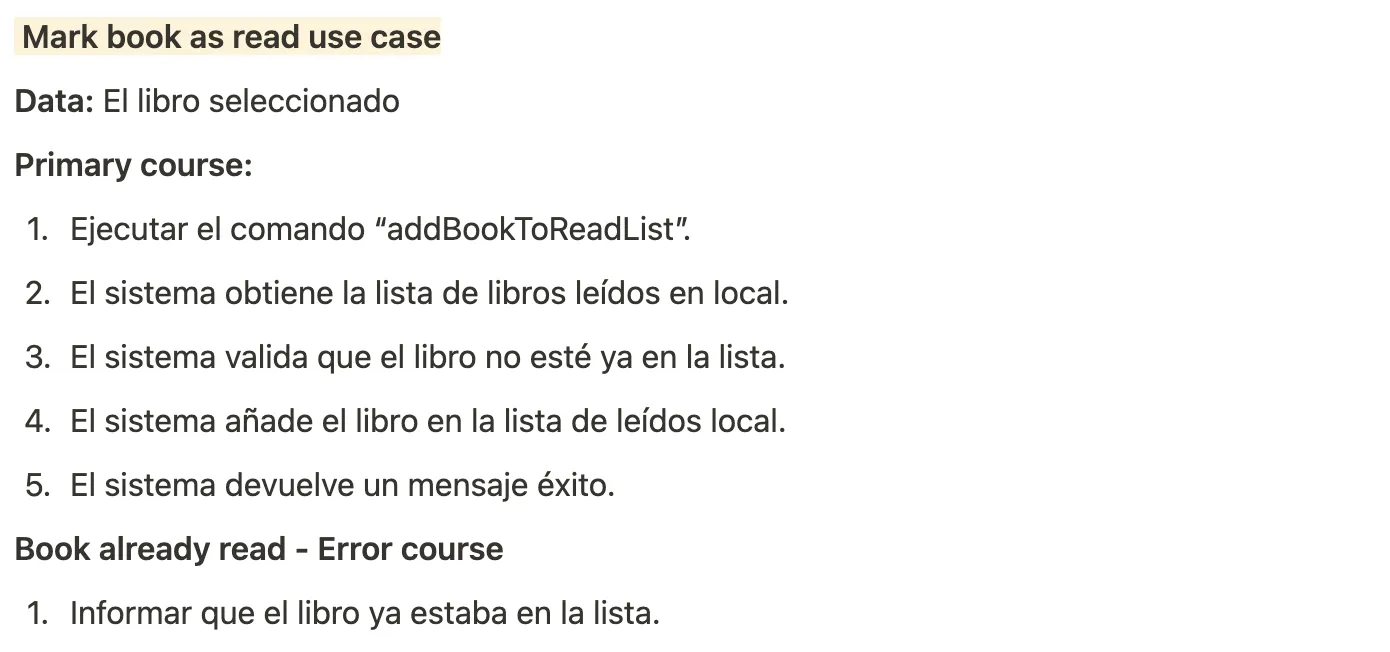 Mark book as read use case
Data: El libro seleccionado
Primary course:
1. Ejecutar el comando “addBookToReadList”.
2. El sistema obtiene la lista de libros leídos en local.
3. El sistema valida que el libro no esté ya en la lista.
4. El sistema añade el libro en la lista de leídos local.
5. El sistema devuelve un mensaje éxito.
Book already read - Error course
1. Informar que el libro ya estaba en la lista.